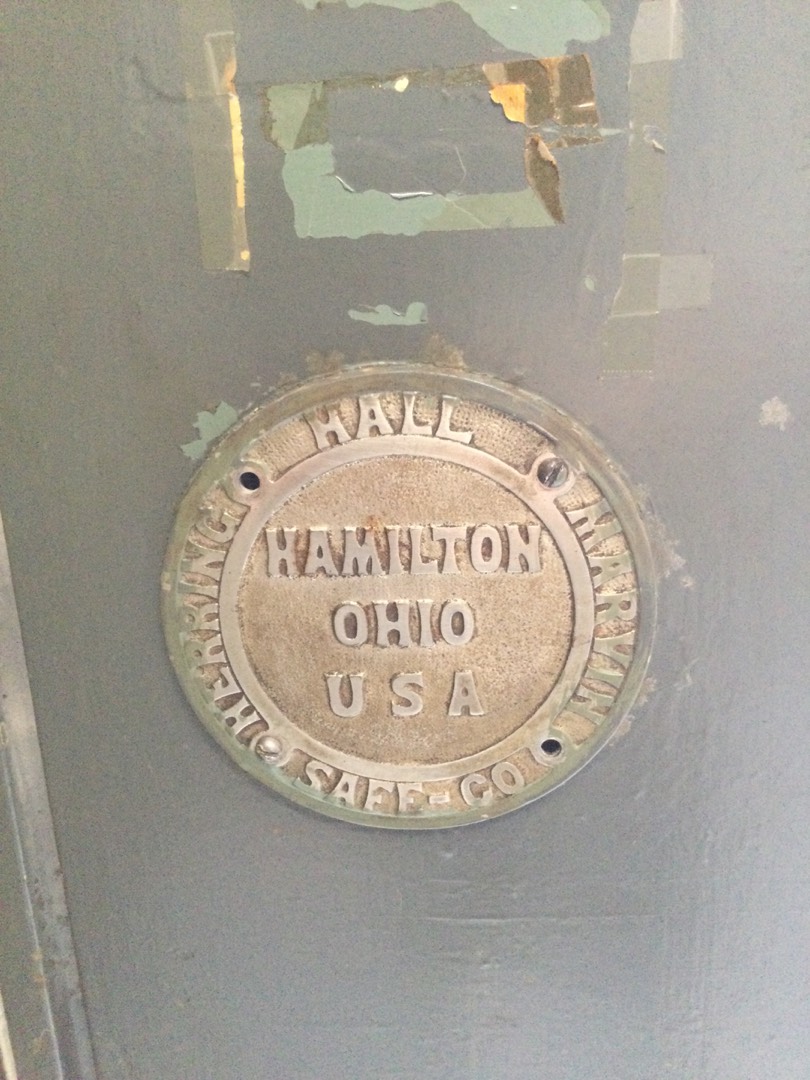 HERRING
HALL
MARVIN
SAFE-CO
HAMILTON
OHIO
USA